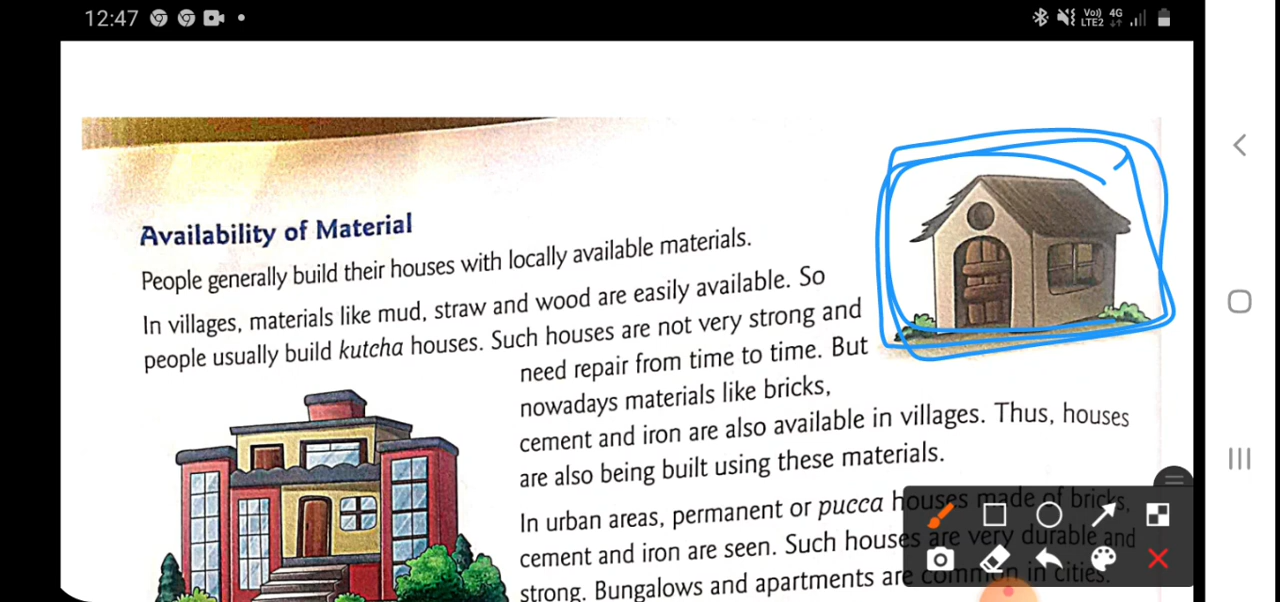 12:47
Vo)) 4G
LTE2
Availability of Material
People generally build their houses with locally available materials.
In villages, materials like mud, straw and wood are easily available. So
people usually build kutcha houses. Such houses are not very strong and
need repair from time to time. But
nowadays materials like bricks,
cement and iron are also available in villages. Thus, houses
are also being built using these materials.
In urban areas, permanent or pucca houses made of bricks,
cement and iron are seen. Such houses are very durable and
strong. Bungalows and apartments are common in cities.